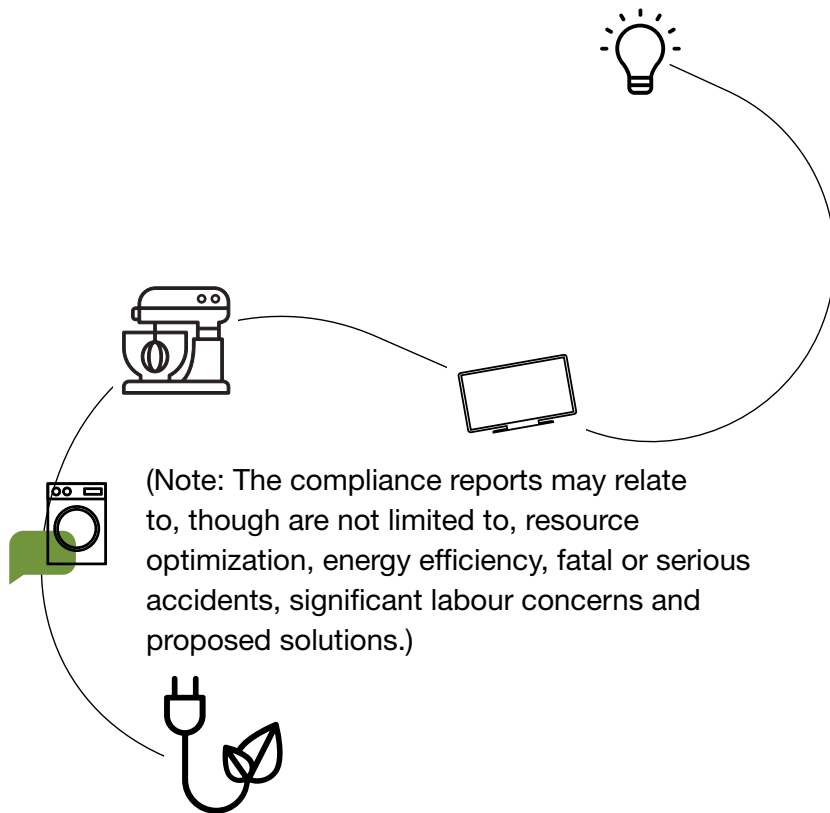 (Note: The compliance reports may relate
to, though are not limited to, resource
optimization, energy efficiency, fatal or serious
accidents, significant labour concerns and
proposed solutions.)